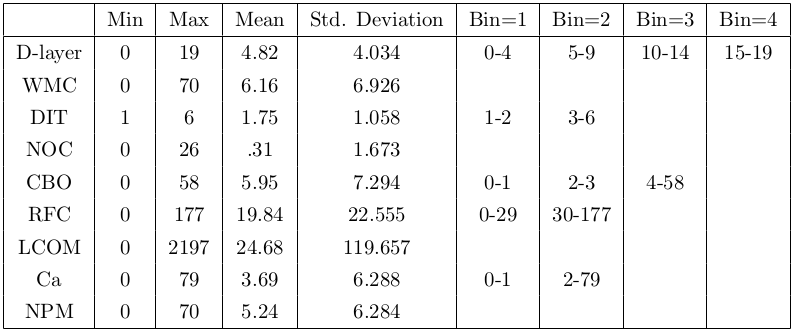 Min Max Mean Std. Deviation Bin=1 Bin=2 Bin=3 Bin=4
D-layer 0 19 4.82 4.034 0-4 5-9 10-14 15-19
WMC 0 70 6.16 6.926
DIT 1 6 1.75 1.058 1-2 3-6
NOC 0 26 .31 1.673
CBO 0 58 5.95 7.294 0-1 2-3 4-58
RFC 0 177 19.84 22.555 0-29 30-177
LCOM 0 2197 24.68 119.657
Ca 0 79 3.69 6.288 0-1 2-79
NPM 0 70 5.24 6.284